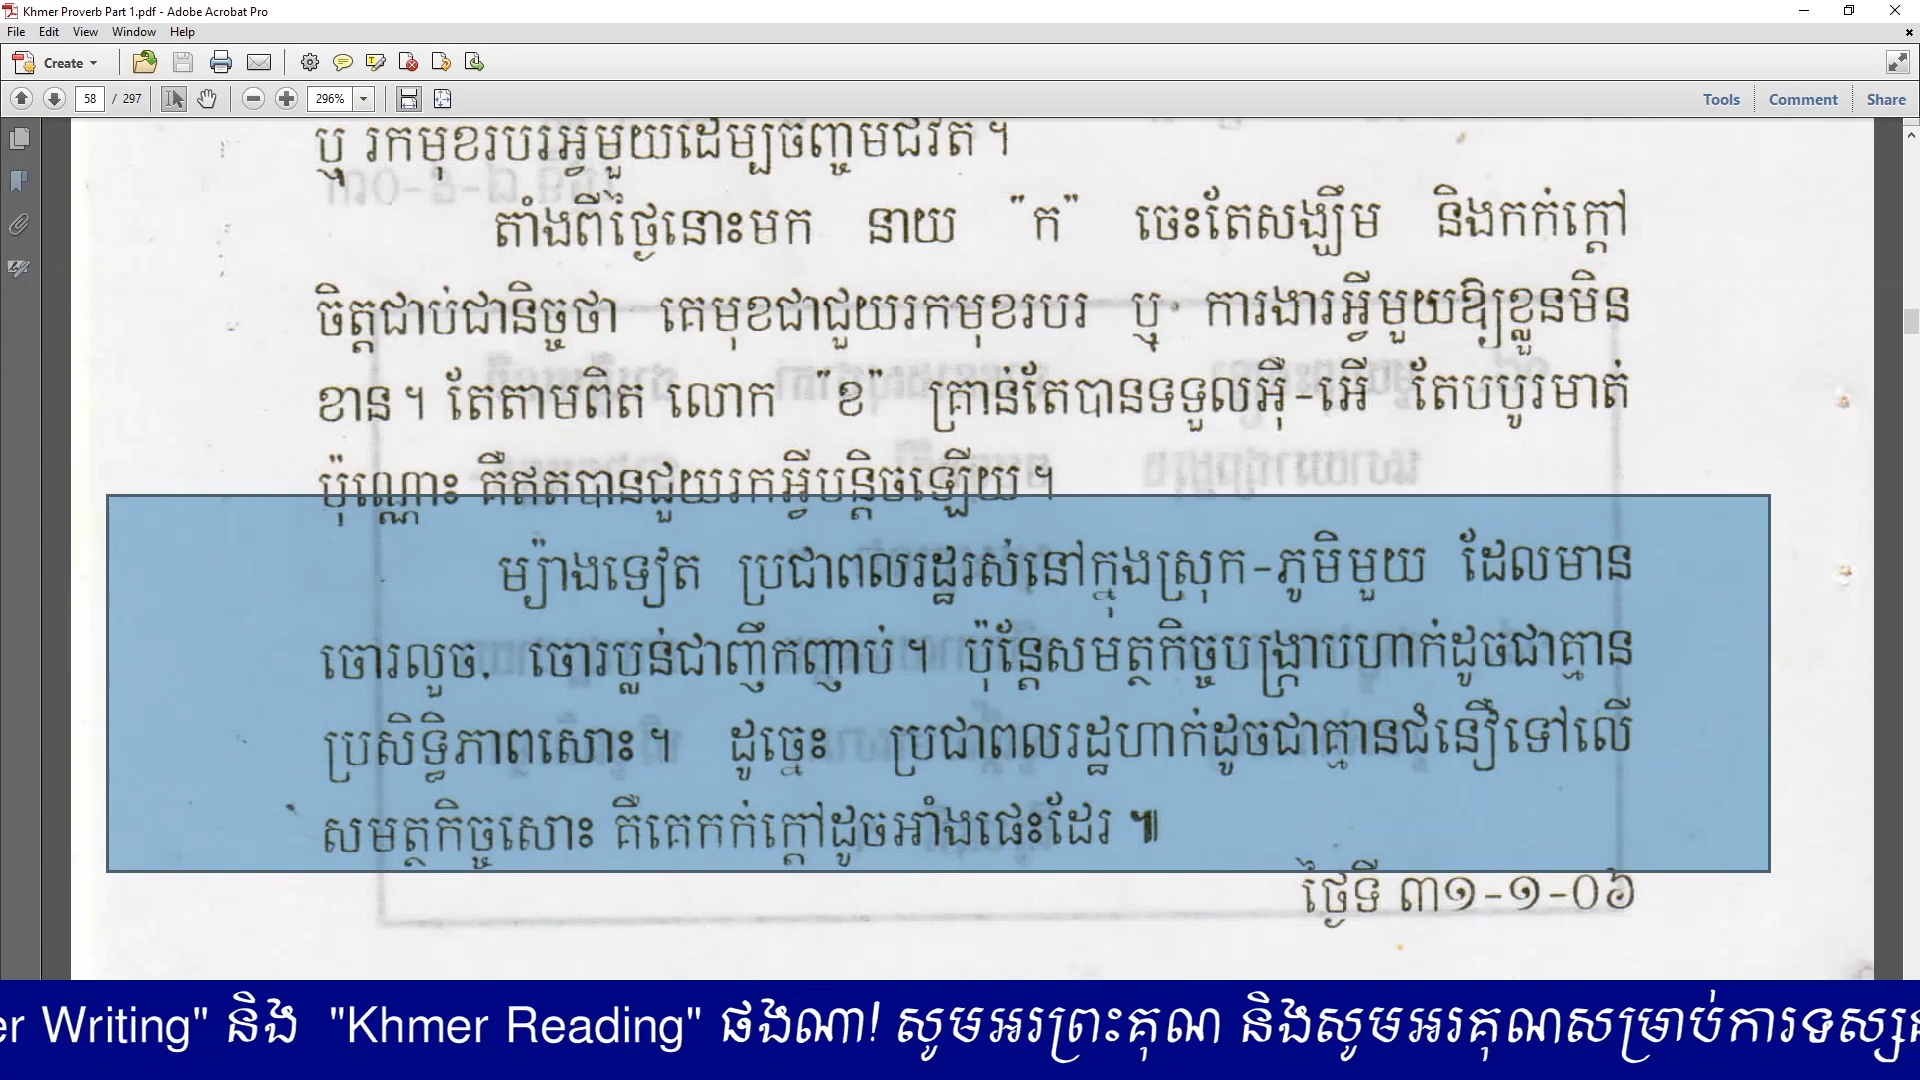 Khmer Proverb Part 1.pdf - Adobe Acrobat Pro
File Edit View Window Help
Create
58 / 297 296% Tools Comment Share
ឬ រកមុខរបរអ្វីមួយដើម្បីចិញ្ចឹមជីវិត។
តាំងពីថ្ងៃនោះមក នាយ "ក" ចេះតែសង្ឃឹម និងកក់ក្ដៅ
ចិត្តជាប់ជានិច្ចថា គេមុខជាជួយរកមុខរបរ ឬ ការងារអ្វីមួយឱ្យខ្លួនមិន
ខាន។ តែតាមពិត លោក "ខ" គ្រាន់តែបានទទួលអ៊ឺ-អើ តែបបូរមាត់
ប៉ុណ្ណោះ គឺឥតបានជួយរកអ្វីបន្តិចឡើយ។
ម្យ៉ាងទៀត ប្រជាពលរដ្ឋរស់នៅក្នុងស្រុក-ភូមិមួយ ដែលមាន
ចោរលួច. ចោរប្លន់ជាញឹកញាប់។ ប៉ុន្តែសមត្ថកិច្ចបង្ក្រាបហាក់ដូចជាគ្មាន
ប្រសិទ្ធិភាពសោះ។ ដូច្នេះ ប្រជាពលរដ្ឋហាក់ដូចជាគ្មានជំនឿទៅលើ
សមត្ថកិច្ចសោះ គឺគេកក់ក្ដៅដូចអាំងផេះដែរ ៕
ថ្ងៃទី ៣១-១-០៦
er Writing" និង "Khmer Reading" ផងណា! សូមអរព្រះគុណ និងសូមអរគុណសម្រាប់ការទស្ស